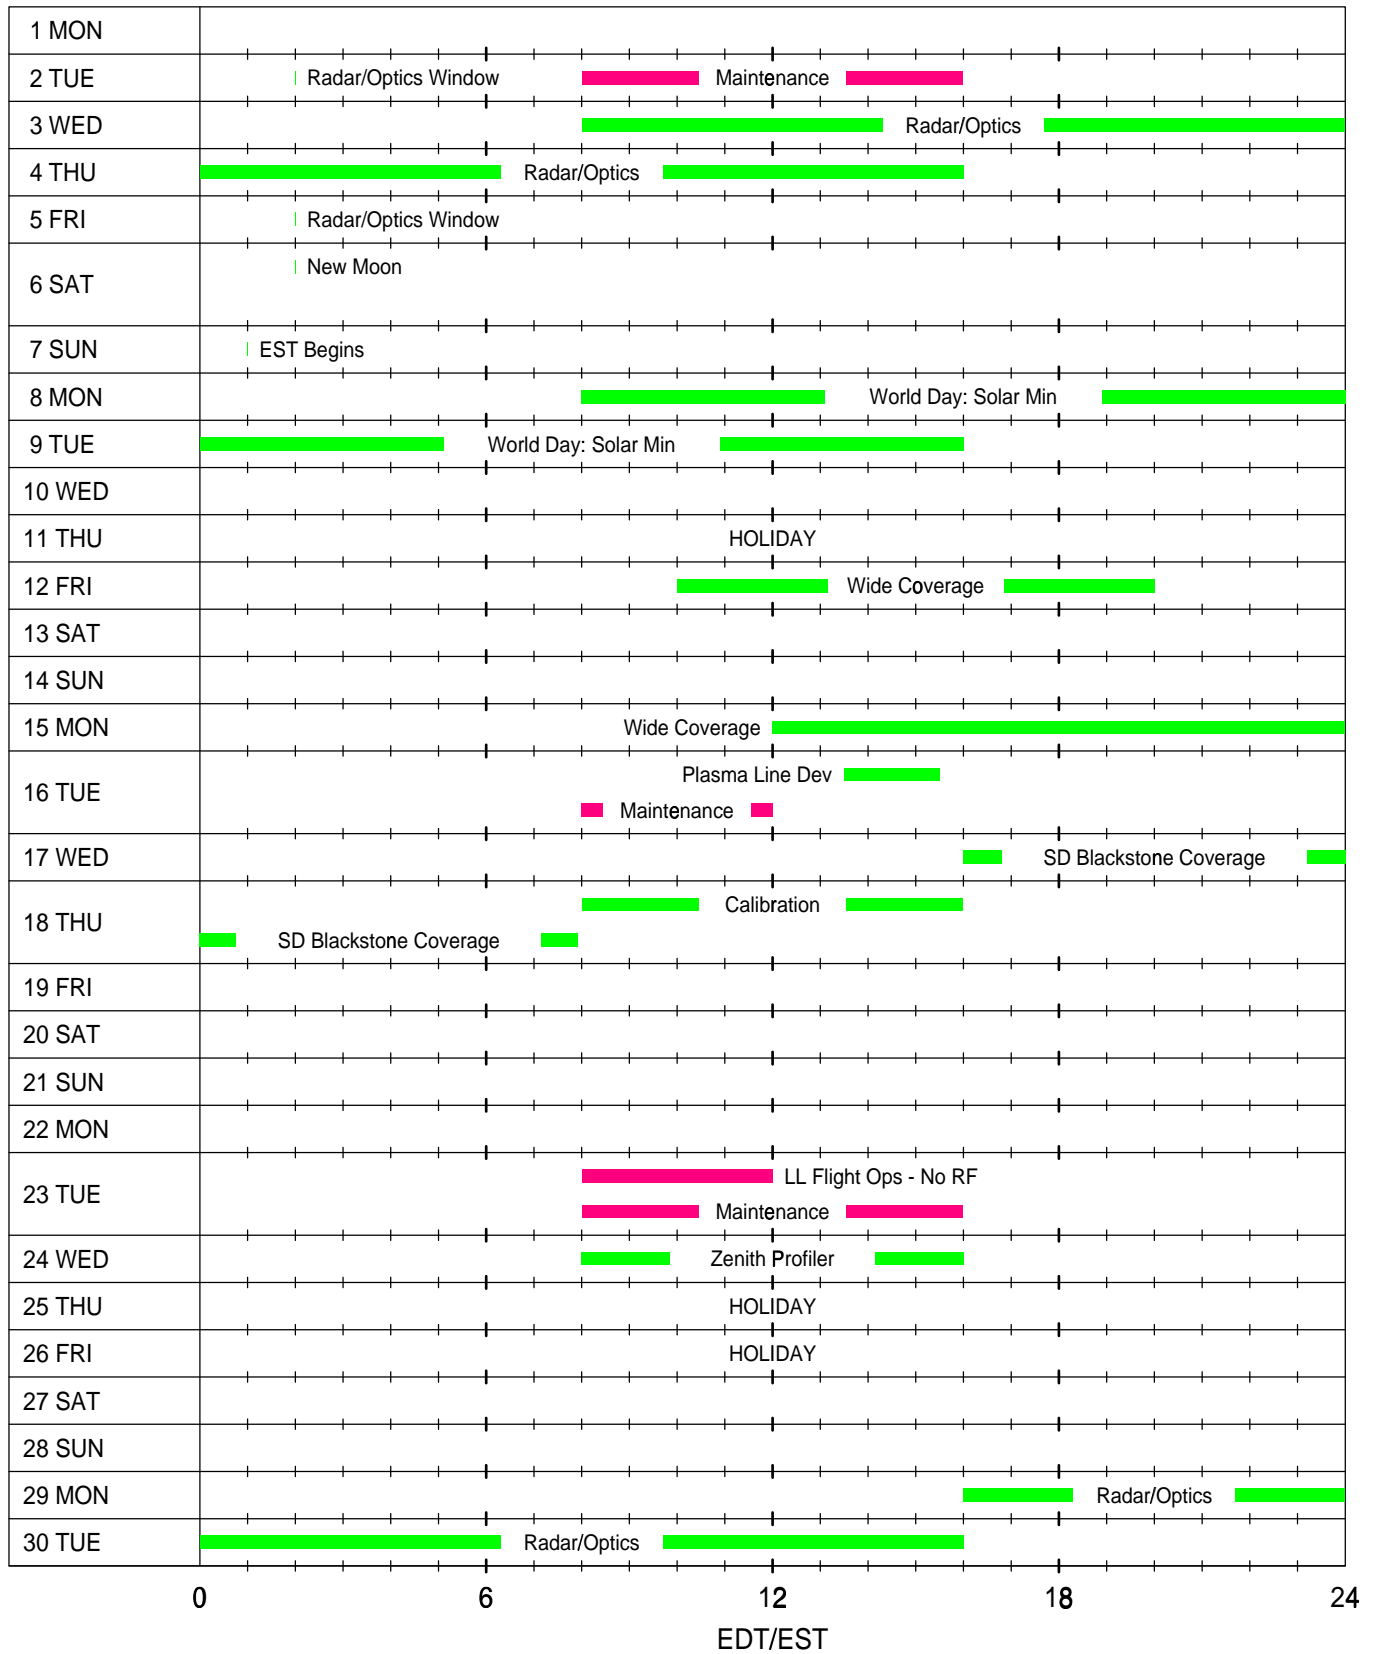 1 MON
2 TUE Radar/Optics Window Maintenance
3 WED Radar/Optics
4 THU Radar/Optics
5 FRI Radar/Optics Window
6 SAT New Moon
7 SUN EST Begins
8 MON World Day: Solar Min
9 TUE World Day: Solar Min
10 WED
11 THU HOLIDAY
12 FRI Wide Coverage
13 SAT
14 SUN
15 MON Wide Coverage
16 TUE Plasma Line Dev
Maintenance
17 WED SD Blackstone Coverage
18 THU Calibration
SD Blackstone Coverage
19 FRI
20 SAT
21 SUN
22 MON
23 TUE LL Flight Ops - No RF
Maintenance
24 WED Zenith Profiler
25 THU HOLIDAY
26 FRI HOLIDAY
27 SAT
28 SUN
29 MON Radar/Optics
30 TUE Radar/Optics
0 6 12 18 24
EDT/EST